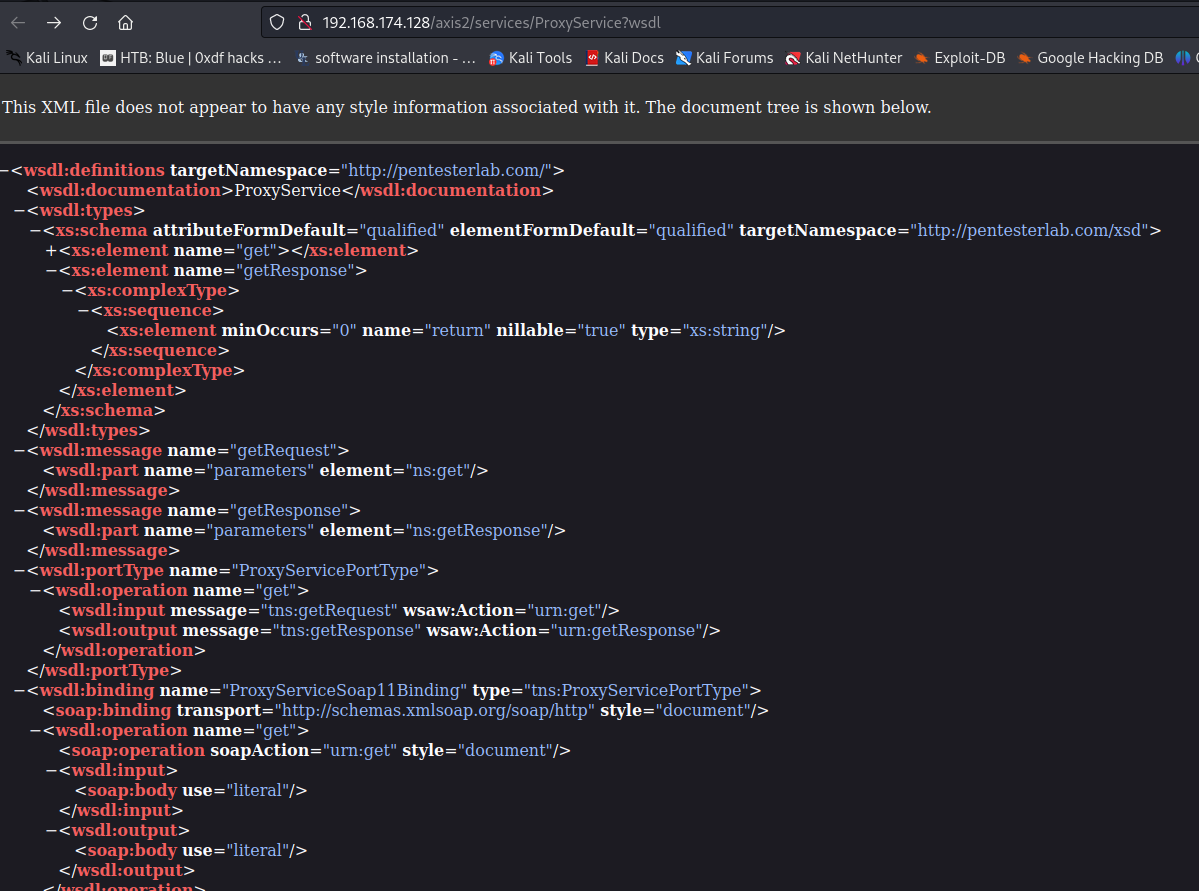 192.168.174.128/axis2/services/ProxyService?wsdl
Kali Linux HTB: Blue | 0xdf hacks ... software installation - ... Kali Tools Kali Docs Kali Forums Kali NetHunter Exploit-DB Google Hacking DB
This XML file does not appear to have any style information associated with it. The document tree is shown below.
−<wsdl:definitions targetNamespace="http://pentesterlab.com/">
<wsdl:documentation>ProxyService</wsdl:documentation>
−<wsdl:types>
−<xs:schema attributeFormDefault="qualified" elementFormDefault="qualified" targetNamespace="http://pentesterlab.com/xsd">
+<xs:element name="get"></xs:element>
−<xs:element name="getResponse">
−<xs:complexType>
−<xs:sequence>
<xs:element minOccurs="0" name="return" nillable="true" type="xs:string"/>
</xs:sequence>
</xs:complexType>
</xs:element>
</xs:schema>
</wsdl:types>
−<wsdl:message name="getRequest">
<wsdl:part name="parameters" element="ns:get"/>
</wsdl:message>
−<wsdl:message name="getResponse">
<wsdl:part name="parameters" element="ns:getResponse"/>
</wsdl:message>
−<wsdl:portType name="ProxyServicePortType">
−<wsdl:operation name="get">
<wsdl:input message="tns:getRequest" wsaw:Action="urn:get"/>
<wsdl:output message="tns:getResponse" wsaw:Action="urn:getResponse"/>
</wsdl:operation>
</wsdl:portType>
−<wsdl:binding name="ProxyServiceSoap11Binding" type="tns:ProxyServicePortType">
<soap:binding transport="http://schemas.xmlsoap.org/soap/http" style="document"/>
−<wsdl:operation name="get">
<soap:operation soapAction="urn:get" style="document"/>
−<wsdl:input>
<soap:body use="literal"/>
</wsdl:input>
−<wsdl:output>
<soap:body use="literal"/>
</wsdl:output>
</wsdl:operation>